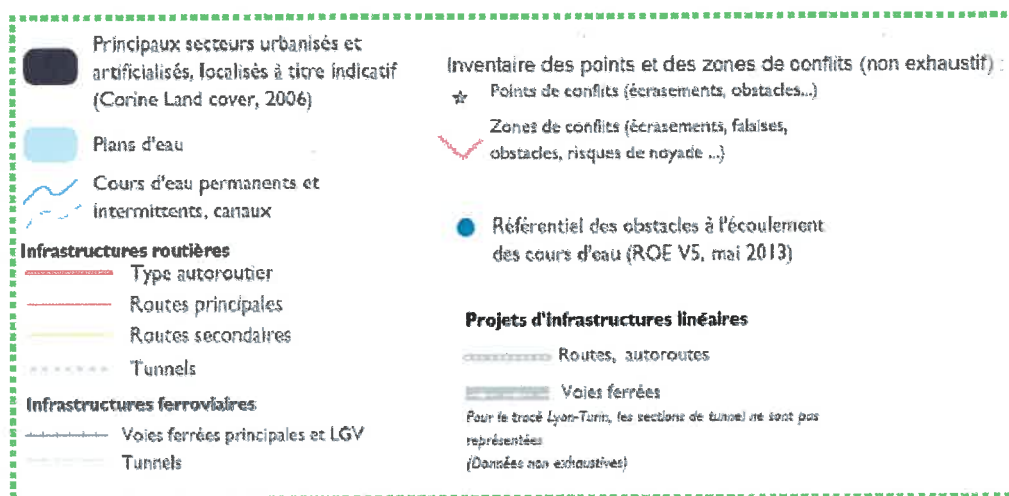 Principaux secteurs urbanisés et
artificialisés, localisés à titre indicatif
(Corine Land cover, 2006)
Plans d'eau
Cours d'eau permanents et
intermittents, canaux
Infrastructures routières
Type autoroutier
Routes principales
Routes secondaires
Tunnels
Infrastructures ferroviaires
Voies ferrées principales et LGV
Tunnels
Inventaire des points et des zones de conflits (non exhaustif) :
Points de conflits (écrasements, obstacles...)
Zones de conflits (écrasements, falaises,
obstacles, risques de noyade ...)
Référentiel des obstacles à l'écoulement
des cours d'eau (ROE V5, mai 2013)
Projets d'infrastructures linéaires
Routes, autoroutes
Voies ferrées
Pour le tracé Lyon-Turin, les sections de tunnel ne sont pas
représentées
(Données non exhaustives)